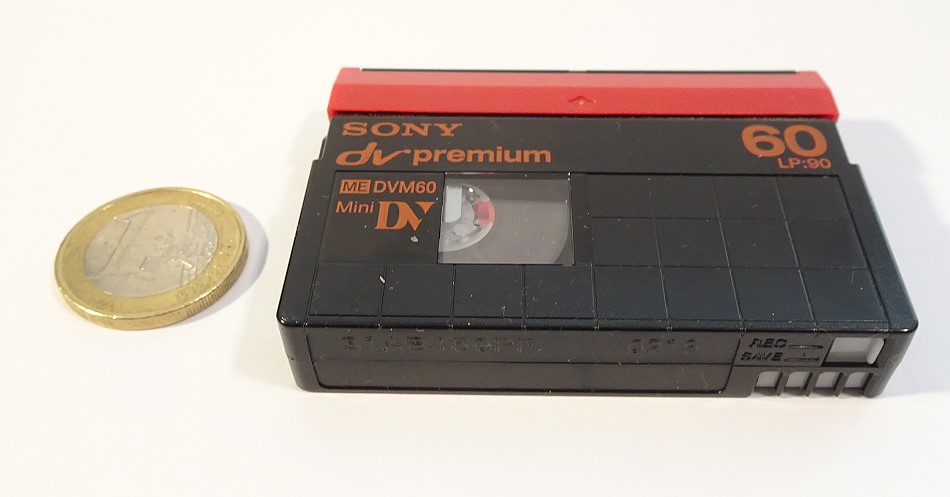 SONY
dv premium
60
LP:90
ME DVM60
Mini DV
REC
SAVE